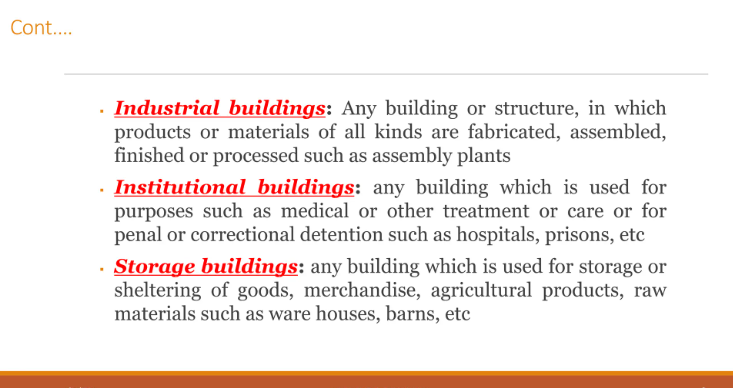 Cont....
▪ Industrial buildings: Any building or structure, in which
products or materials of all kinds are fabricated, assembled,
finished or processed such as assembly plants
▪ Institutional buildings: any building which is used for
purposes such as medical or other treatment or care or for
penal or correctional detention such as hospitals, prisons, etc
▪ Storage buildings: any building which is used for storage or
sheltering of goods, merchandise, agricultural products, raw
materials such as ware houses, barns, etc